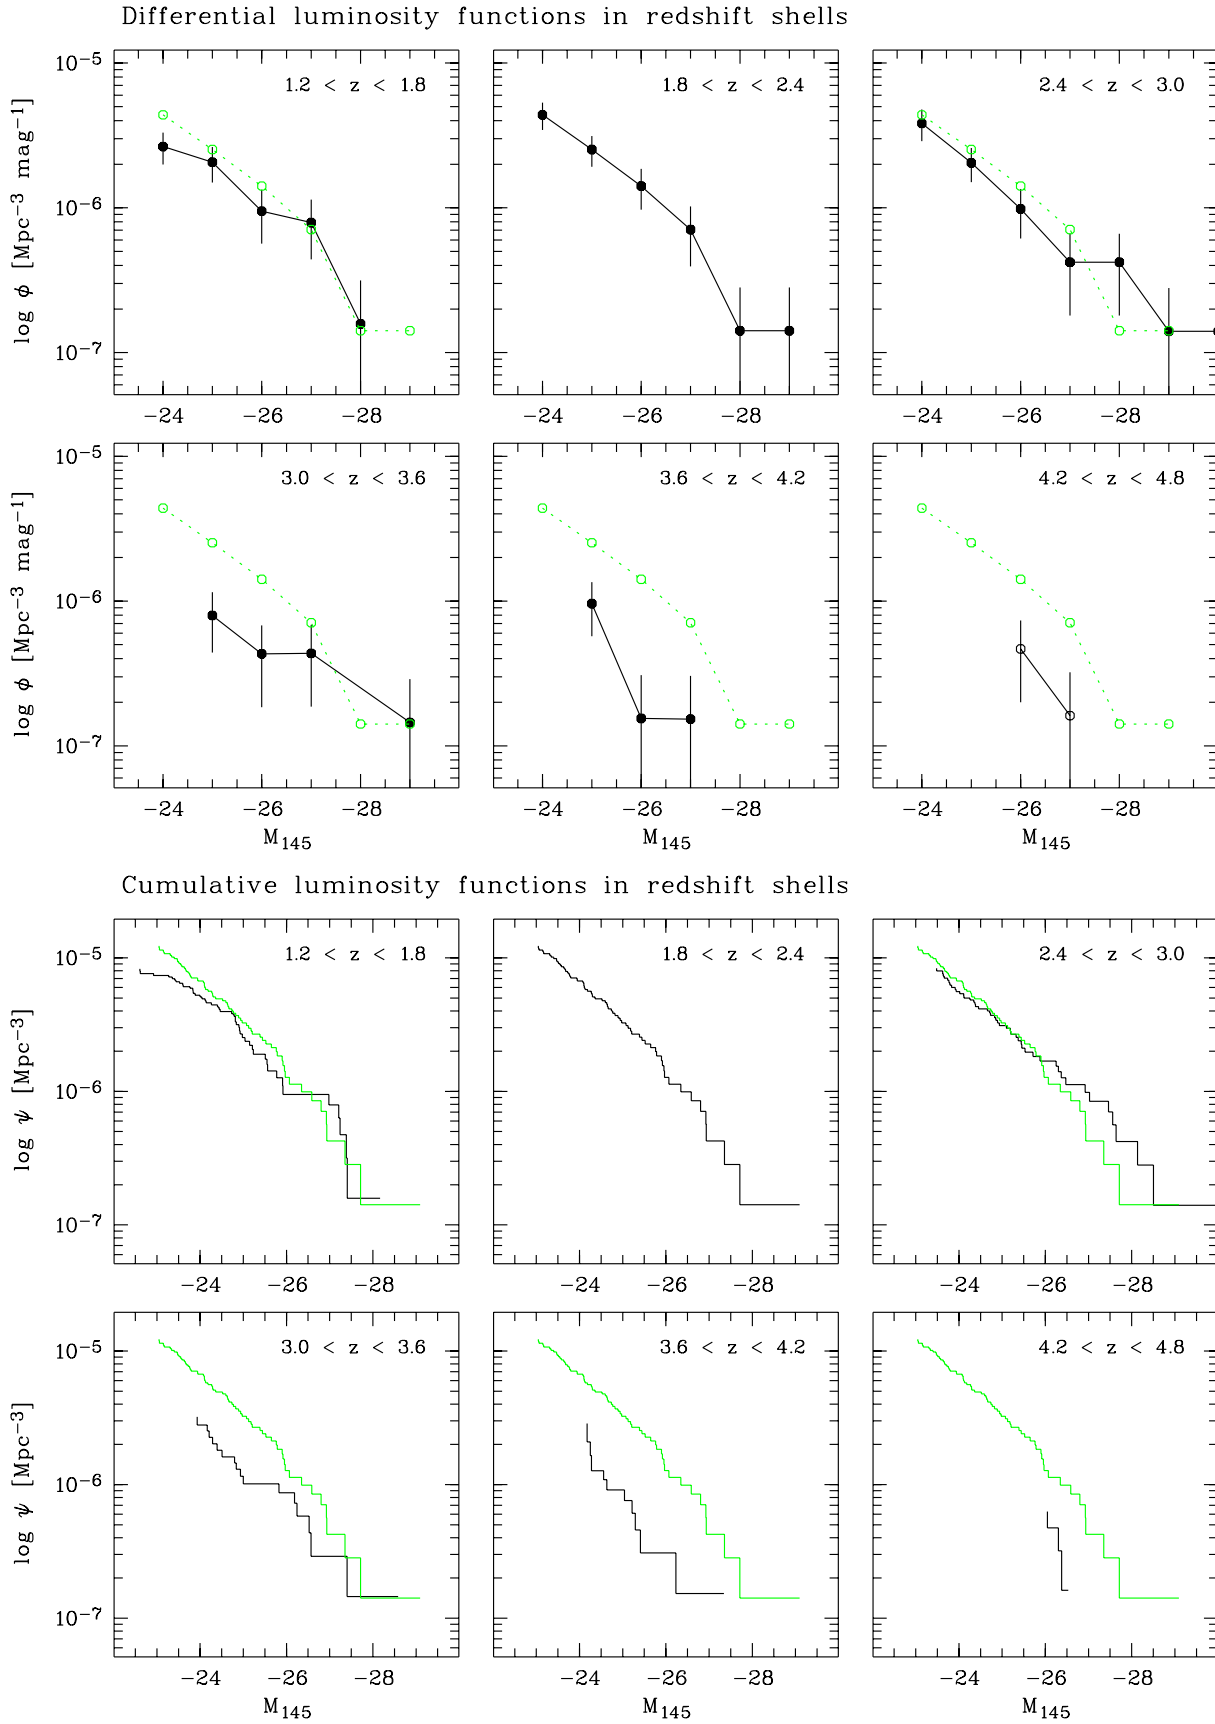 Differential luminosity functions in redshift shells
10⁻⁵ 1.2 < z < 1.8 1.8 < z < 2.4 2.4 < z < 3.0
log ϕ [Mpc⁻³ mag⁻¹]
10⁻⁶
10⁻⁷
−24 −26 −28 −24 −26 −28 −24 −26 −28
10⁻⁵ 3.0 < z < 3.6 3.6 < z < 4.2 4.2 < z < 4.8
log ϕ [Mpc⁻³ mag⁻¹]
10⁻⁶
10⁻⁷
−24 −26 −28 −24 −26 −28 −24 −26 −28
M₁₄₅ M₁₄₅ M₁₄₅
Cumulative luminosity functions in redshift shells
10⁻⁵ 1.2 < z < 1.8 1.8 < z < 2.4 2.4 < z < 3.0
log ψ [Mpc⁻³]
10⁻⁶
10⁻⁷
−24 −26 −28 −24 −26 −28 −24 −26 −28
10⁻⁵ 3.0 < z < 3.6 3.6 < z < 4.2 4.2 < z < 4.8
log ψ [Mpc⁻³]
10⁻⁶
10⁻⁷
−24 −26 −28 −24 −26 −28 −24 −26 −28
M₁₄₅ M₁₄₅ M₁₄₅